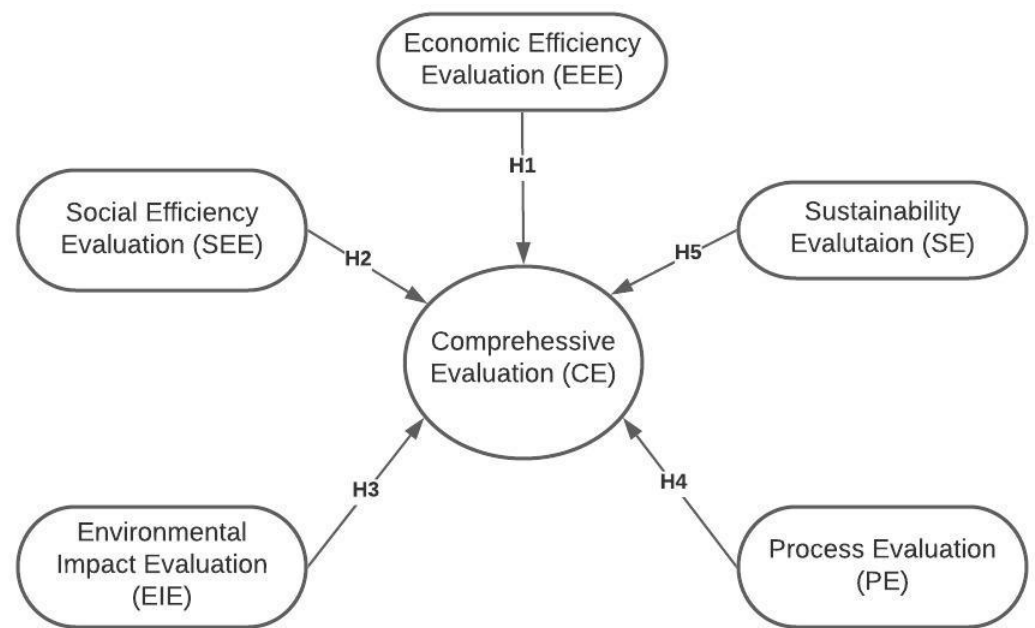 Economic Efficiency
Evaluation (EEE)
H1
Social Efficiency
Evaluation (SEE)
Sustainability
Evalutaion (SE)
H2
H5
Comprehessive
Evaluation (CE)
H3
H4
Environmental
Impact Evaluation
(EIE)
Process Evaluation
(PE)